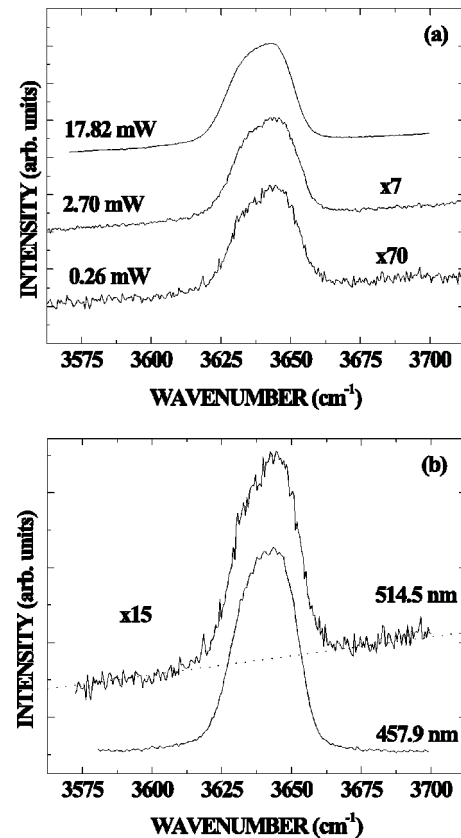 (a)
INTENSITY (arb. units)
17.82 mW
2.70 mW
x7
0.26 mW
x70
3575 3600 3625 3650 3675 3700
WAVENUMBER (cm-1)
(b)
INTENSITY (arb. units)
x15
514.5 nm
457.9 nm
3575 3600 3625 3650 3675 3700
WAVENUMBER (cm-1)